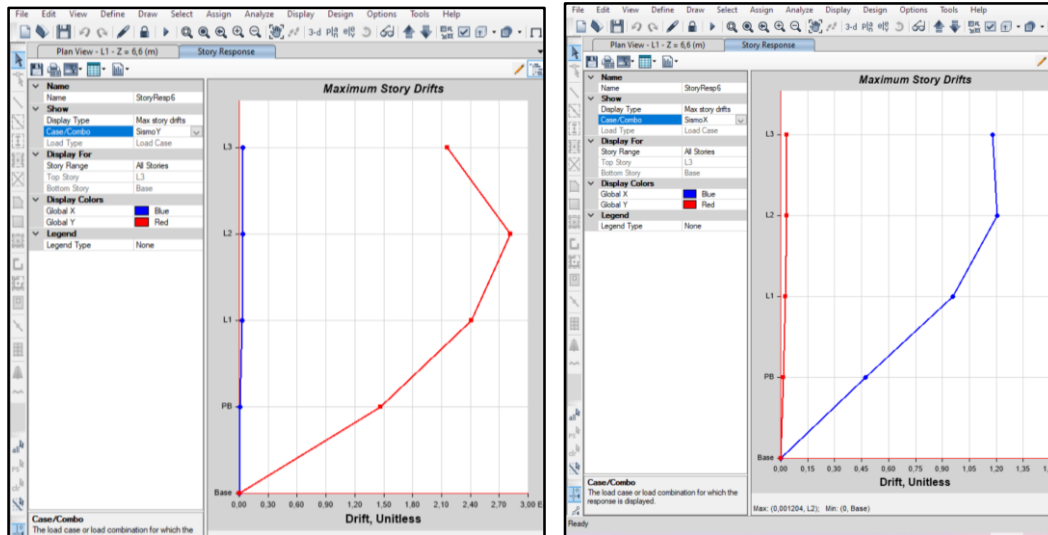 File Edit View Define Draw Select Assign Analyze Display Design Options Tools Help
3-d
Plan View - L1 - Z = 6,6 (m)
Story Response
Name
Name StoryResp6
Show
Display Type Max story drifts
Case/Combo SismoY
Load Type Load Case
Display For
Story Range All Stories
Top Story L3
Bottom Story Base
Display Colors
Global X Blue
Global Y Red
Legend
Legend Type None
Case/Combo
The load case or load combination for which the
Maximum Story Drifts
L3
L2
L1
PB
Base
0,00 0,30 0,60 0,90 1,20 1,50 1,80 2,10 2,40 2,70 3,00 E
Drift, Unitless
File Edit View Define Draw Select Assign Analyze Display Design Options Tools Help
3-d
Plan View - L1 - Z = 6,6 (m)
Story Response
Name
Name StoryResp6
Show
Display Type Max story drifts
Case/Combo SismoX
Load Type Load Case
Display For
Story Range All Stories
Top Story L3
Bottom Story Base
Display Colors
Global X Blue
Global Y Red
Legend
Legend Type None
Case/Combo
The load case or load combination for which the
response is displayed.
Ready
Maximum Story Drifts
L3
L2
L1
PB
Base
0,00 0,15 0,30 0,45 0,60 0,75 0,90 1,05 1,20 1,35
Drift, Unitless
Max: (0,001204, L2); Min: (0, Base)